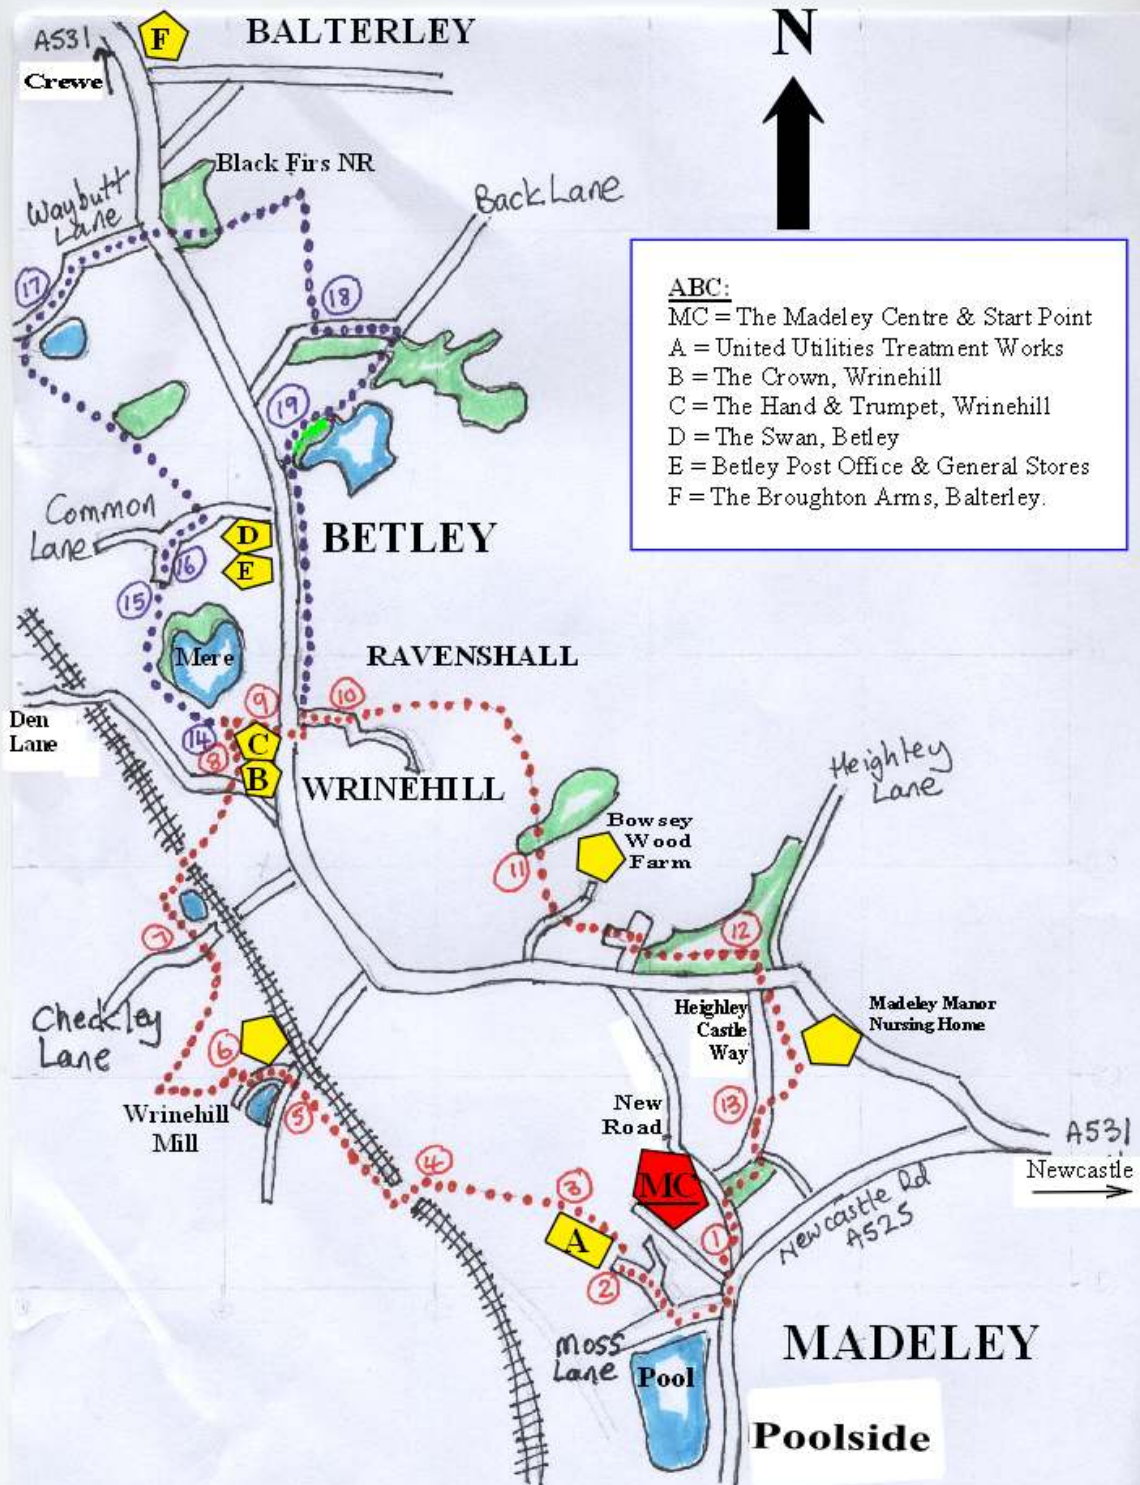 A531
F
BALTERLEY
N
Crewe
Black Firs NR
Waybutt
Lane
Back Lane
17
18
ABC:
MC = The Madeley Centre & Start Point
A = United Utilities Treatment Works
B = The Crown, Wrinehill
C = The Hand & Trumpet, Wrinehill
D = The Swan, Betley
E = Betley Post Office & General Stores
F = The Broughton Arms, Balterley.
19
Common
Lane
D
BETLEY
E
16
15
Mere
RAVENSHALL
9
10
Den
Lane
14
C
8
B
WRINEHILL
Heighley
Lane
Bowsey
Wood
Farm
11
12
7
Checkley
Lane
Heighley
Castle
Way
Madeley Manor
Nursing Home
6
Wrinehill
Mill
5
New
Road
13
A531
Newcastle
4
3
MC
Newcastle Rd
A525
A
1
2
Moss
Lane
Pool
MADELEY
Poolside